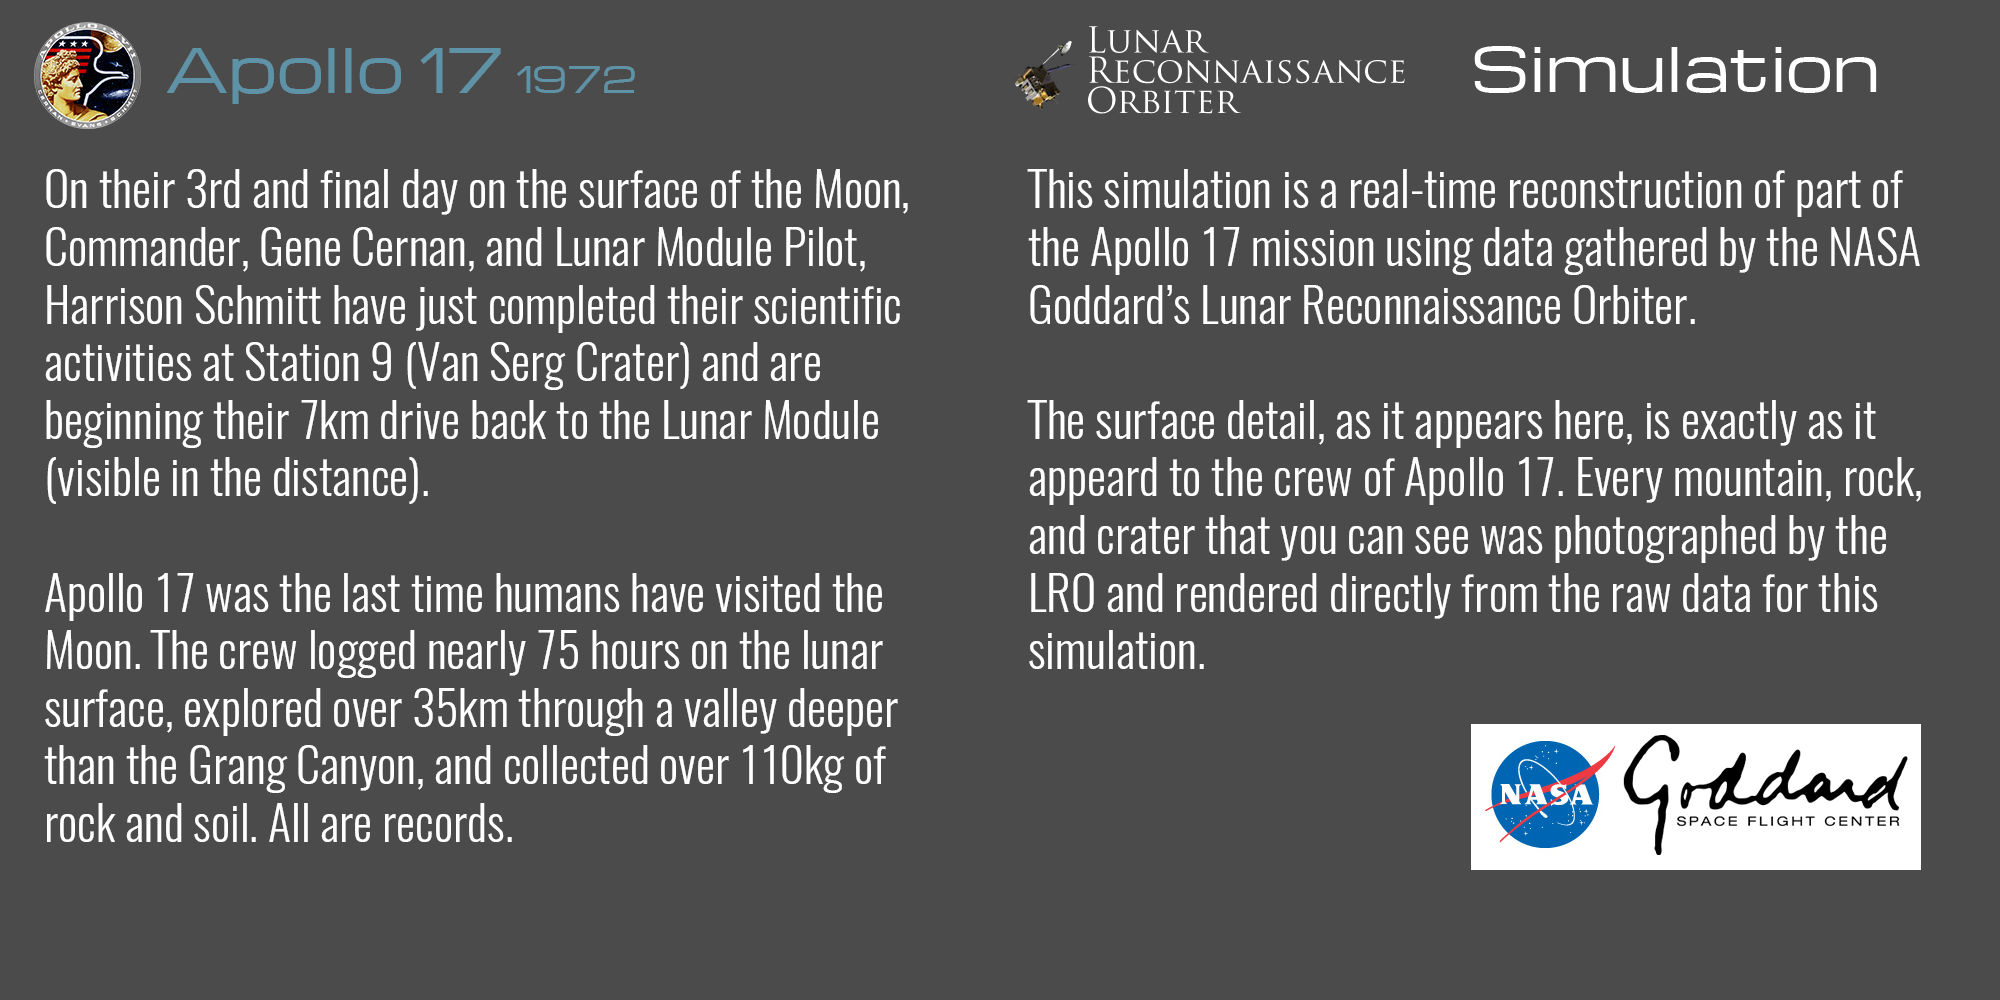 APOLLO XVII
CERNAN EVANS SCHMITT
Apollo 17 1972
On their 3rd and final day on the surface of the Moon,
Commander, Gene Cernan, and Lunar Module Pilot,
Harrison Schmitt have just completed their scientific
activities at Station 9 (Van Serg Crater) and are
beginning their 7km drive back to the Lunar Module
(visible in the distance).
Apollo 17 was the last time humans have visited the
Moon. The crew logged nearly 75 hours on the lunar
surface, explored over 35km through a valley deeper
than the Grang Canyon, and collected over 110kg of
rock and soil. All are records.
LUNAR
RECONNAISSANCE
ORBITER
Simulation
This simulation is a real-time reconstruction of part of
the Apollo 17 mission using data gathered by the NASA
Goddard’s Lunar Reconnaissance Orbiter.
The surface detail, as it appears here, is exactly as it
appeard to the crew of Apollo 17. Every mountain, rock,
and crater that you can see was photographed by the
LRO and rendered directly from the raw data for this
simulation.
NASA
Goddard
SPACE FLIGHT CENTER